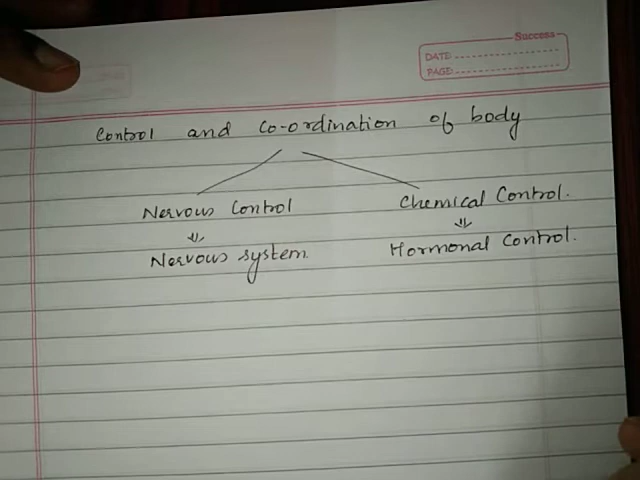 Success
DATE
PAGE
Control and Co-ordination of body
Nervous Control
Chemical Control.
Nervous system.
Hormonal Control.